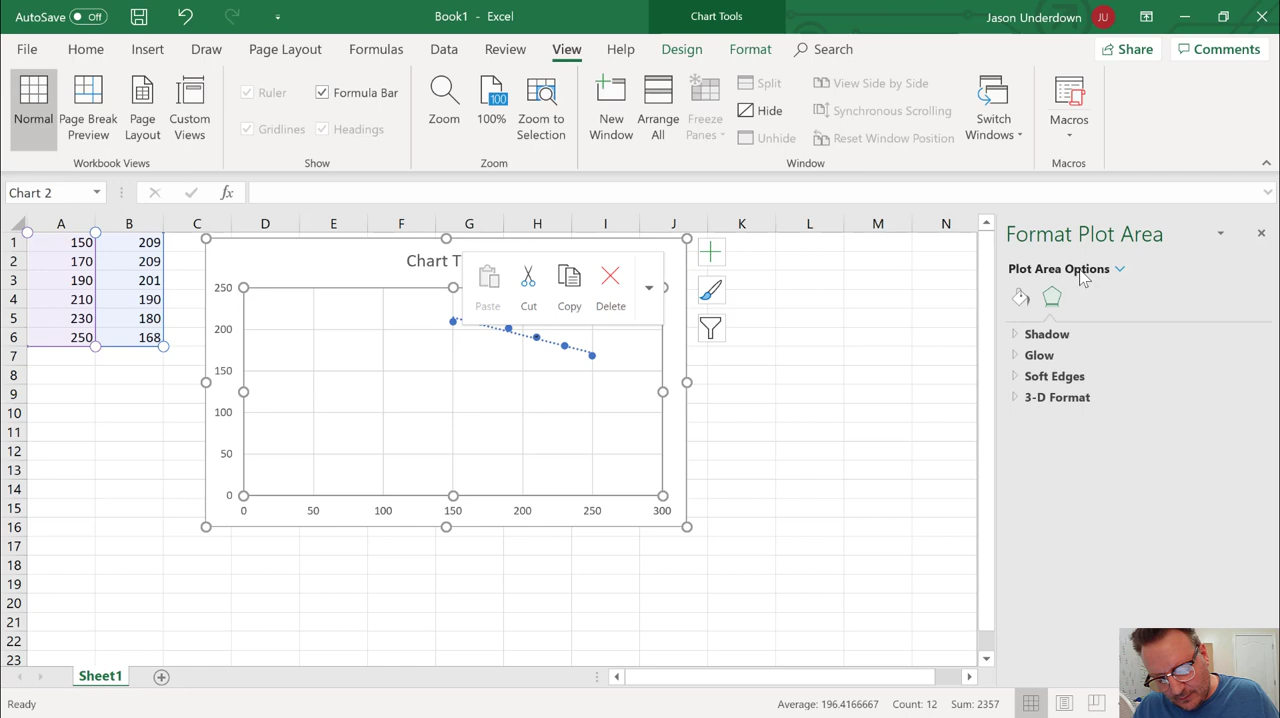 AutoSave Off Book1 - Excel Chart Tools Jason Underdown JU
File Home Insert Draw Page Layout Formulas Data Review View Help Design Format Search Share Comments
Normal
Page Break Preview
Page Layout
Custom Views
Workbook Views
Ruler
Formula Bar
Gridlines
Headings
Show
Zoom
100
100%
Zoom to Selection
Zoom
New Window
Arrange All
Freeze Panes
Split
Hide
Unhide
View Side by Side
Synchronous Scrolling
Reset Window Position
Switch Windows
Window
Macros
Macros
Chart 2
fx
A B C D E F G H I J K L M N
1 150 209
2 170 209
3 190 201
4 210 190
5 230 180
6 250 168
7
8
9
10
11
12
13
14
15
16
17
18
19
20
21
22
23
Chart T
Paste Cut Copy Delete
250
200
150
100
50
0
0 50 100 150 200 250 300
Format Plot Area
Plot Area Options
Shadow
Glow
Soft Edges
3-D Format
Sheet1
Ready Average: 196.4166667 Count: 12 Sum: 2357